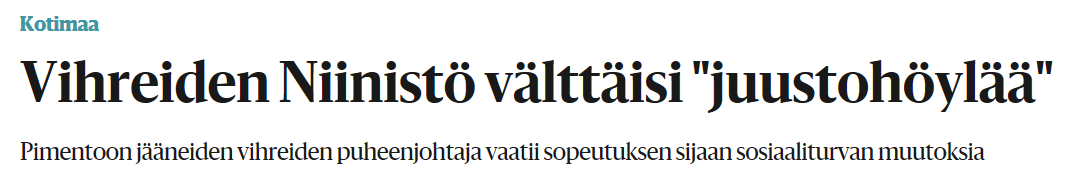 Kotimaa
Vihreiden Niinistö välttäisi "juustohöylää"
Pimentoon jääneiden vihreiden puheenjohtaja vaatii sopeutuksen sijaan sosiaaliturvan muutoksia